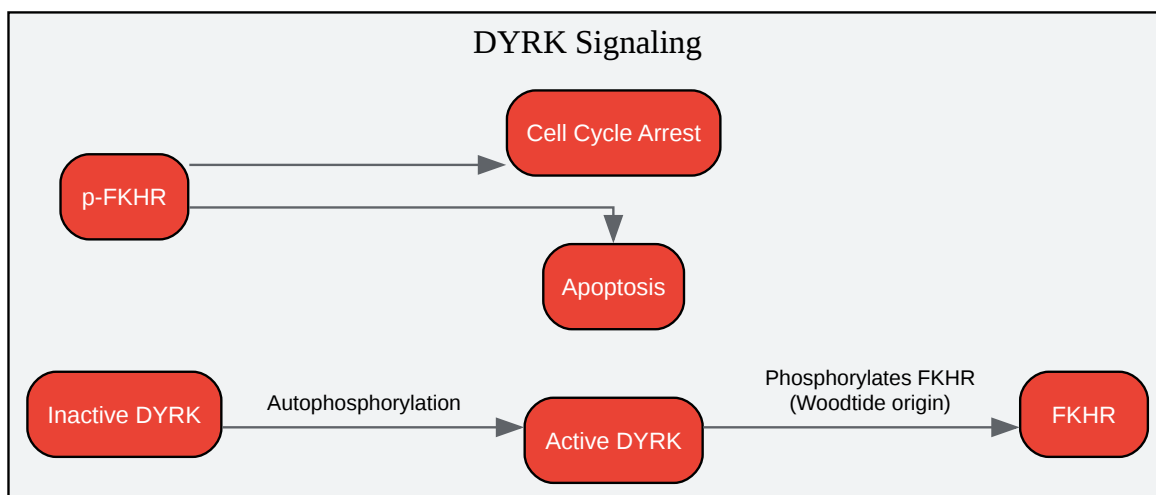 DYRK Signaling
Cell Cycle Arrest
p-FKHR
Apoptosis
Inactive DYRK
Autophosphorylation
Active DYRK
Phosphorylates FKHR
(Woodtide origin)
FKHR